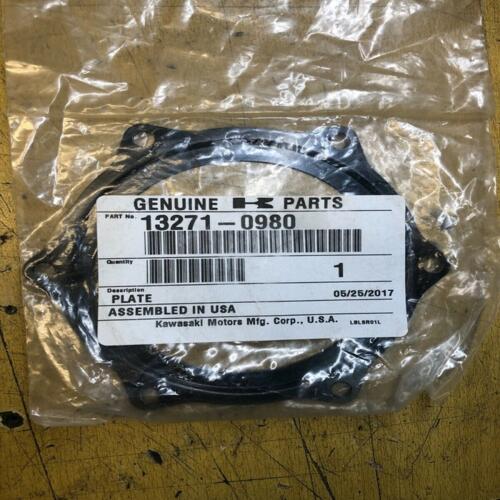 GENUINE K PARTS
PART No. 13271-0980
Quantity 1
Description 05/25/2017
PLATE
ASSEMBLED IN USA
Kawasaki Motors Mfg. Corp., U.S.A. LBLSR01L